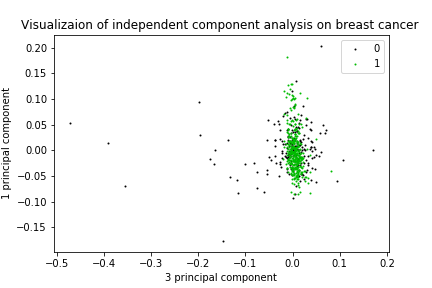 Visualizaion of independent component analysis on breast cancer
0
1
0.20
0.15
0.10
0.05
0.00
−0.05
−0.10
−0.15
1 principal component
−0.5 −0.4 −0.3 −0.2 −0.1 0.0 0.1 0.2
3 principal component